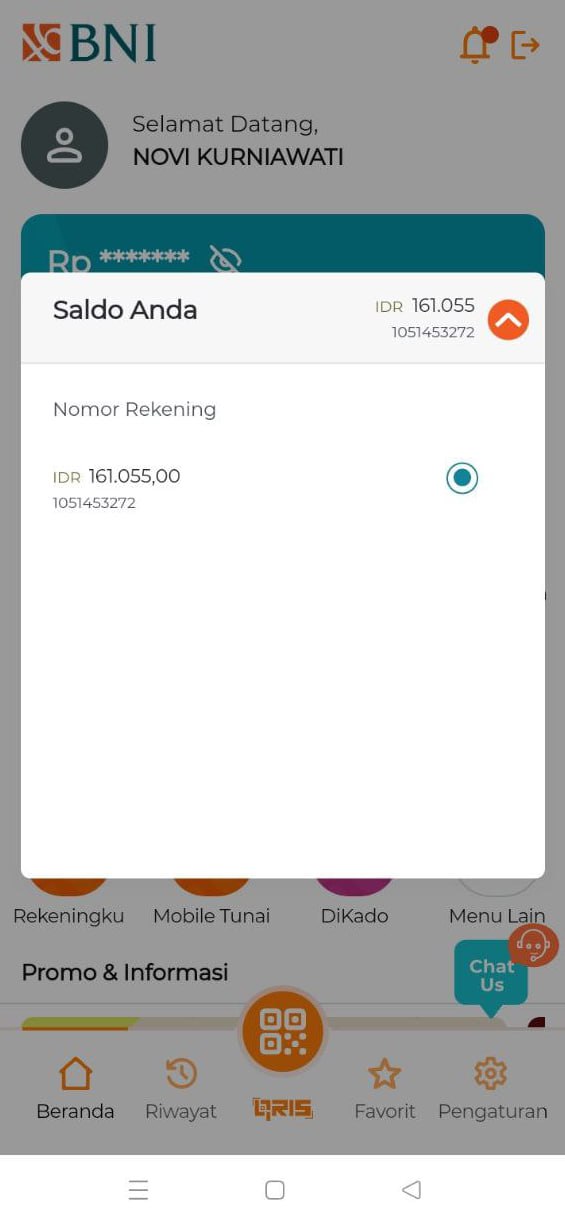 BNI
Selamat Datang,
NOVI KURNIAWATI
Rp *******
Saldo Anda
IDR 161.055
1051453272
Nomor Rekening
IDR 161.055,00
1051453272
Rekeningku Mobile Tunai DiKado Menu Lain
Promo & Informasi
Chat
Us
Beranda Riwayat QRIS Favorit Pengaturan